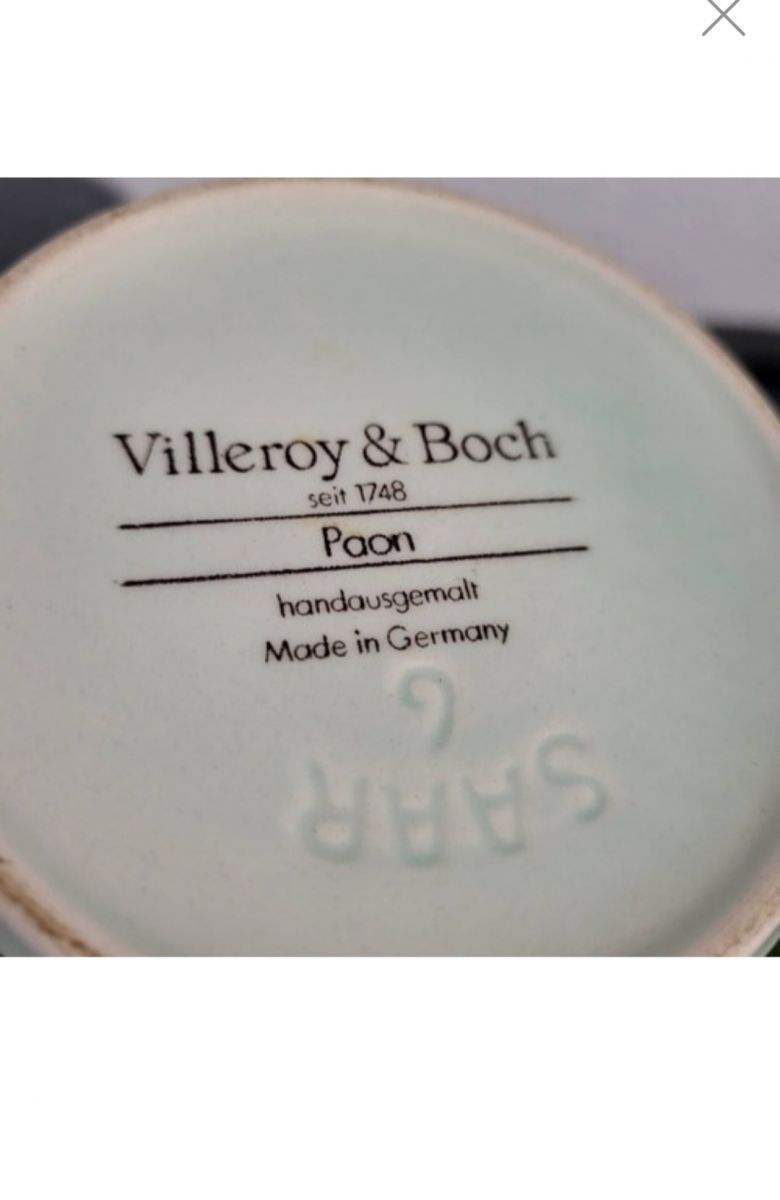 Villeroy & Boch
seit 1748
Paon
handausgemalt
Made in Germany
6
SAAR